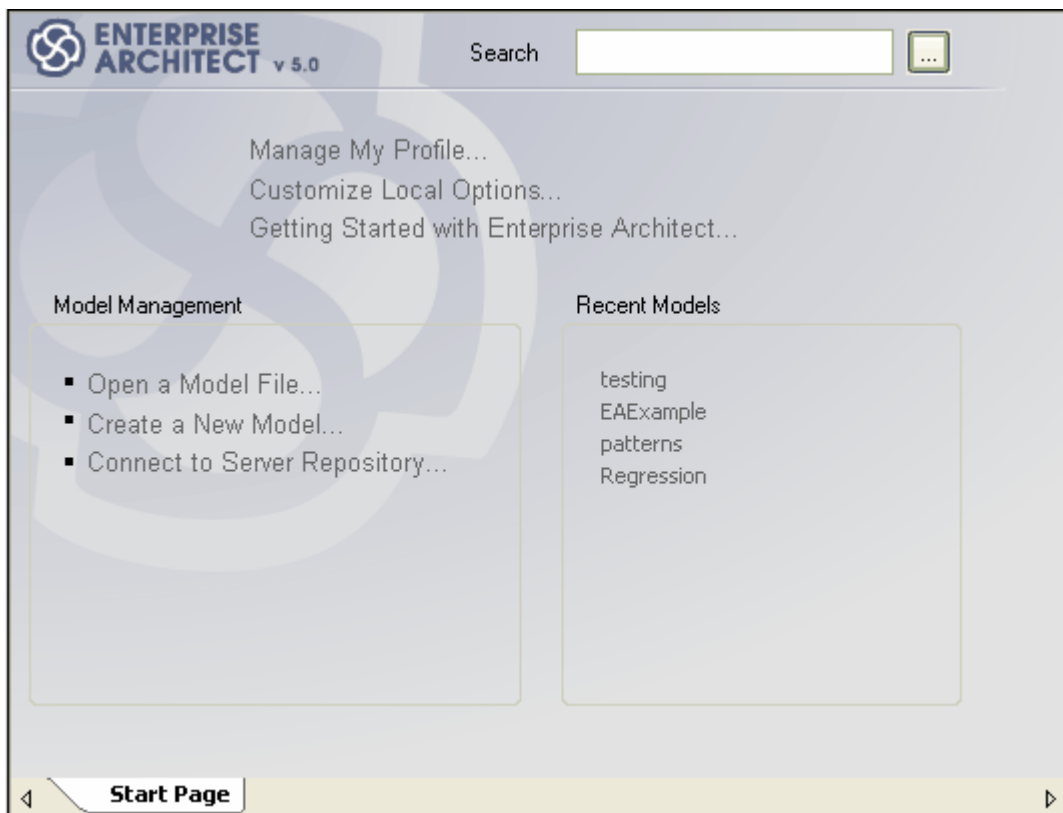 ENTERPRISE
ARCHITECT v 5.0
Search
...
Manage My Profile...
Customize Local Options...
Getting Started with Enterprise Architect...
Model Management
Open a Model File...
Create a New Model...
Connect to Server Repository...
Recent Models
testing
EAExample
patterns
Regression
Start Page